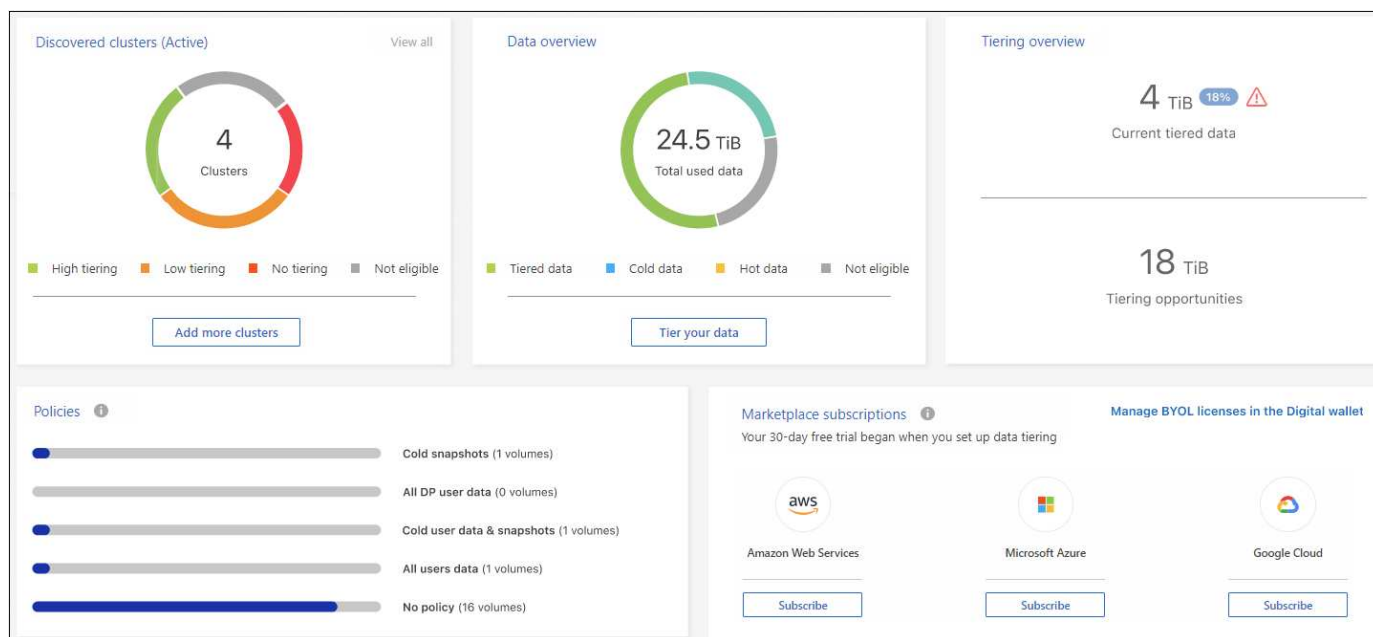 Discovered clusters (Active)
View all
4
Clusters
High tiering
Low tiering
No tiering
Not eligible
Add more clusters
Data overview
24.5 TiB
Total used data
Tiered data
Cold data
Hot data
Not eligible
Tier your data
Tiering overview
4 TiB 18%
Current tiered data
18 TiB
Tiering opportunities
Policies
Cold snapshots (1 volumes)
All DP user data (0 volumes)
Cold user data & snapshots (1 volumes)
All users data (1 volumes)
No policy (16 volumes)
Marketplace subscriptions
Manage BYOL licenses in the Digital wallet
Your 30-day free trial began when you set up data tiering
aws
Amazon Web Services
Subscribe
Microsoft Azure
Subscribe
Google Cloud
Subscribe